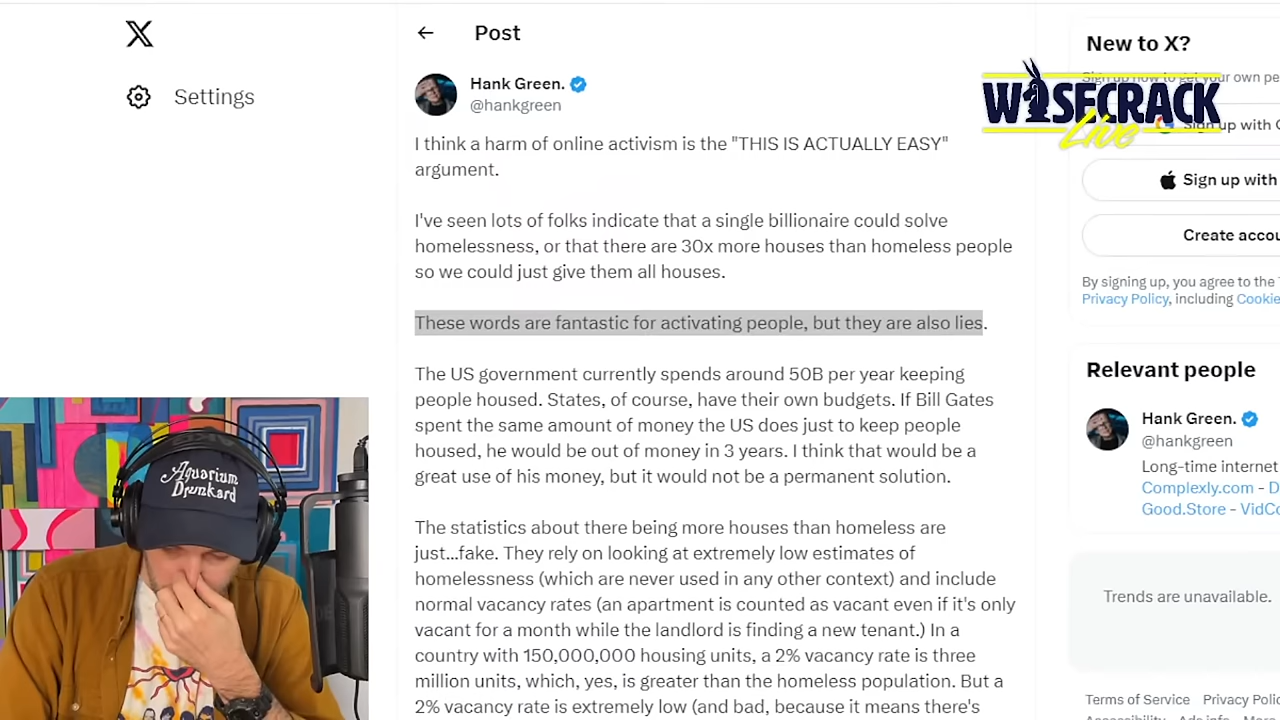 Post
Settings
Hank Green.
@hankgreen
I think a harm of online activism is the "THIS IS ACTUALLY EASY"
argument.
I've seen lots of folks indicate that a single billionaire could solve
homelessness, or that there are 30x more houses than homeless people
so we could just give them all houses.
These words are fantastic for activating people, but they are also lies.
The US government currently spends around 50B per year keeping
people housed. States, of course, have their own budgets. If Bill Gates
spent the same amount of money the US does just to keep people
housed, he would be out of money in 3 years. I think that would be a
great use of his money, but it would not be a permanent solution.
The statistics about there being more houses than homeless are
just...fake. They rely on looking at extremely low estimates of
homelessness (which are never used in any other context) and include
normal vacancy rates (an apartment is counted as vacant even if it's only
vacant for a month while the landlord is finding a new tenant.) In a
country with 150,000,000 housing units, a 2% vacancy rate is three
million units, which, yes, is greater than the homeless population. But a
2% vacancy rate is extremely low (and bad, because it means there's
Aquarium
Drunkard
New to X?
Sign up now to get your own pe
WISECRACK
Live
Sign up with G
Sign up with
Create accou
By signing up, you agree to the T
Privacy Policy, including Cookie
Relevant people
Hank Green.
@hankgreen
Long-time internet
Complexly.com - D
Good.Store - VidCo
Trends are unavailable.
Terms of Service Privacy Polic